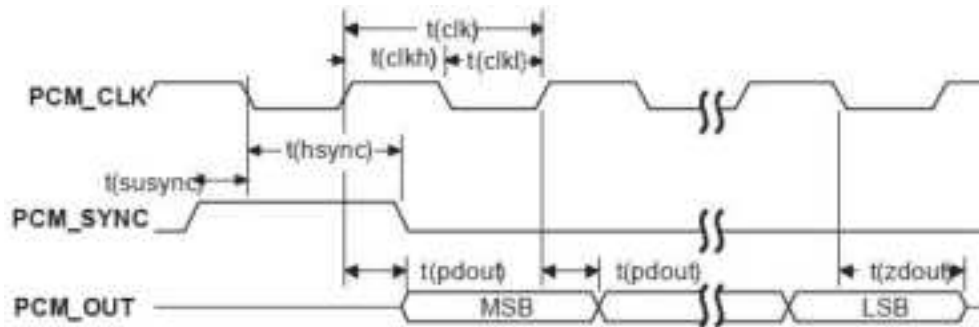 t(clk)
t(clkh) t(clkl)
PCM_CLK
t(hsync)
t(susync)
PCM_SYNC
t(pdout) t(pdout) t(zdout)
PCM_OUT MSB LSB